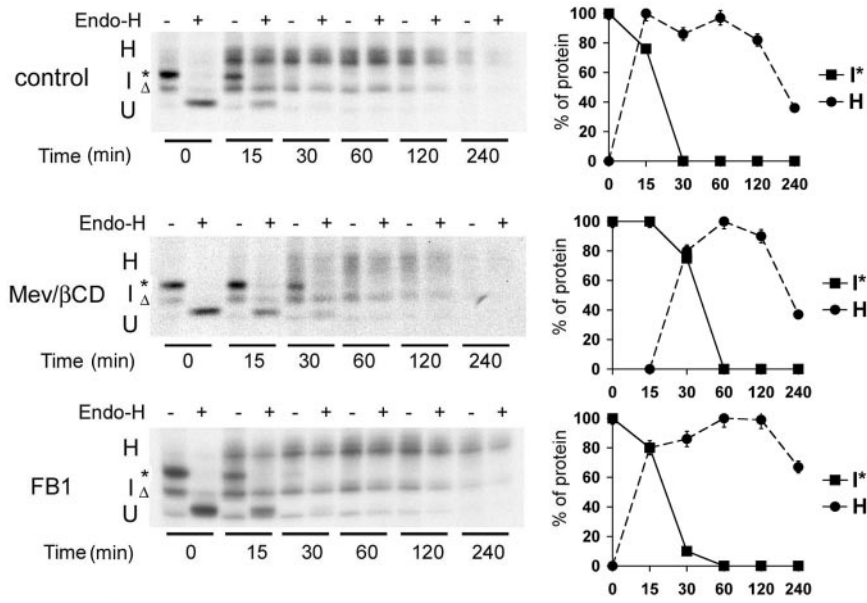 Endo-H - + - + - + - + - + - +
control
H
I *
Δ
U
Time (min) 0 15 30 60 120 240
% of protein
100
80
60
40
20
0
0 15 30 60 120 240
I*
H
Endo-H - + - + - + - + - + - +
Mev/βCD
H
I *
Δ
U
Time (min) 0 15 30 60 120 240
% of protein
100
80
60
40
20
0
0 15 30 60 120 240
I*
H
Endo-H - + - + - + - + - + - +
FB1
H
I *
Δ
U
Time (min) 0 15 30 60 120 240
% of protein
100
80
60
40
20
0
0 15 30 60 120 240
I*
H